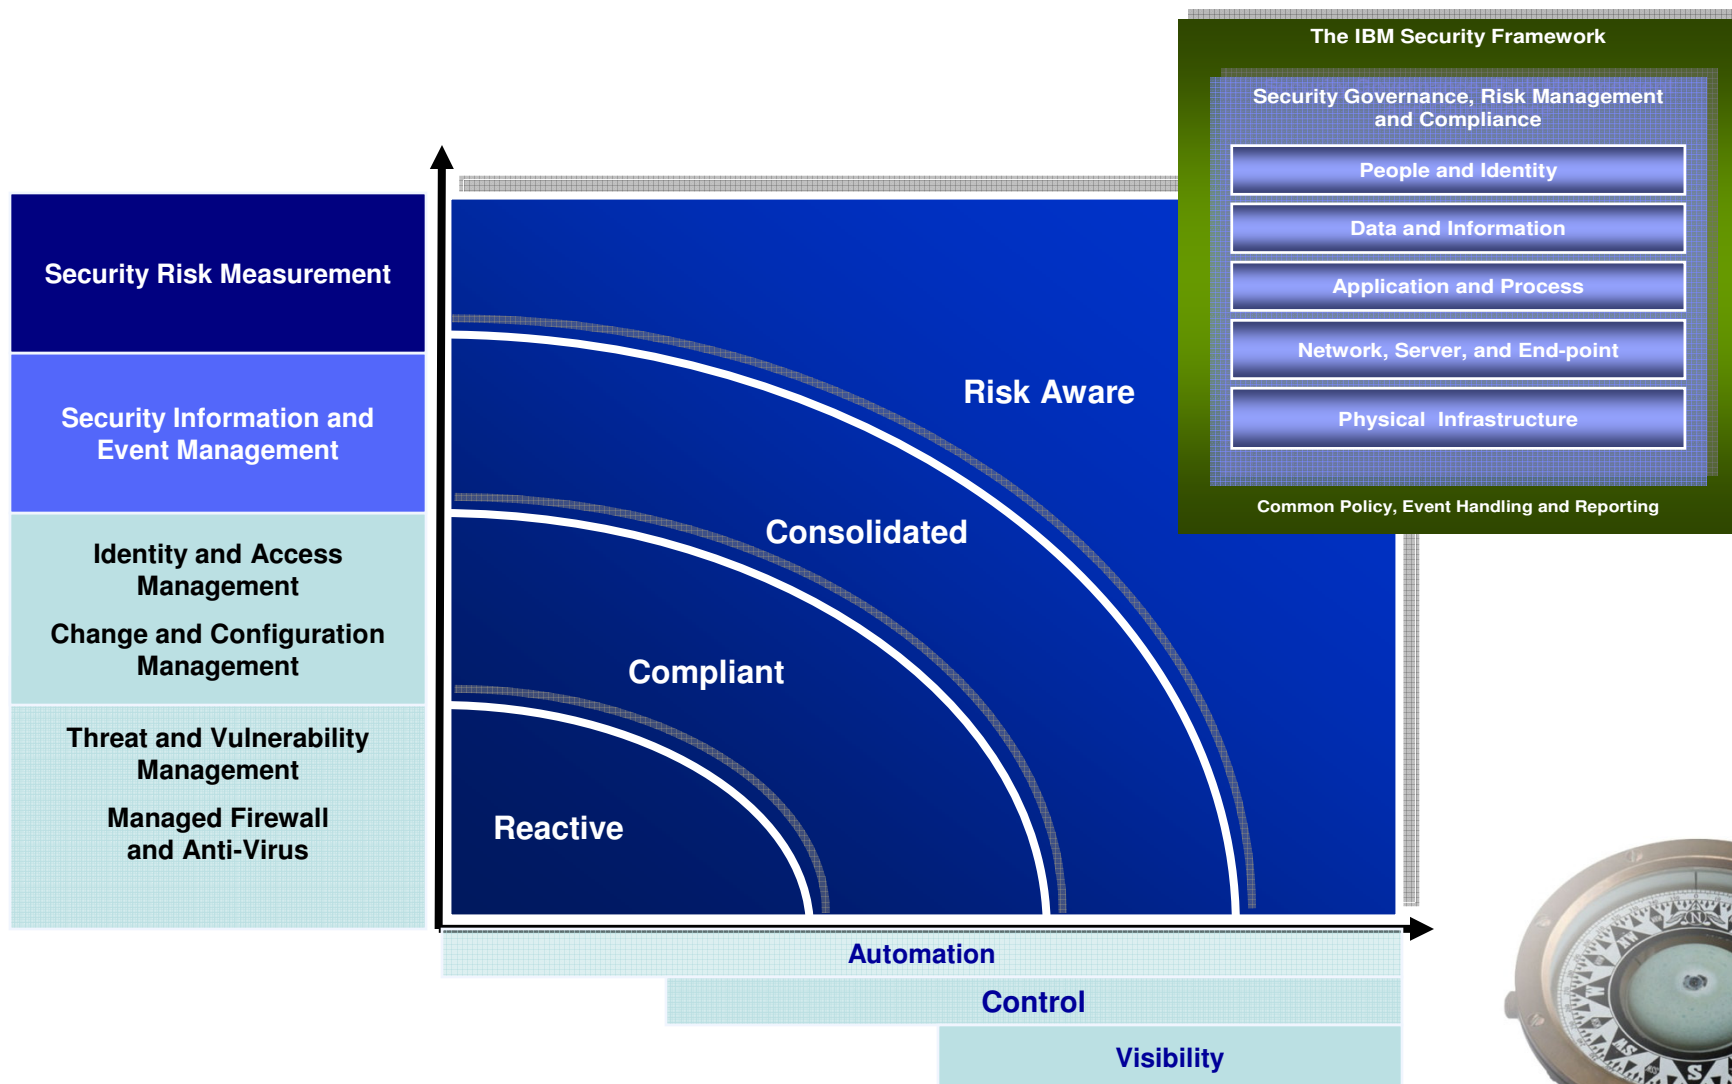 The IBM Security Framework
Security Governance, Risk Management
and Compliance
People and Identity
Data and Information
Application and Process
Network, Server, and End-point
Physical Infrastructure
Common Policy, Event Handling and Reporting
Security Risk Measurement
Security Information and
Event Management
Identity and Access
Management
Change and Configuration
Management
Threat and Vulnerability
Management
Managed Firewall
and Anti-Virus
Risk Aware
Consolidated
Compliant
Reactive
Automation
Control
Visibility
N
NW
W
SW
S